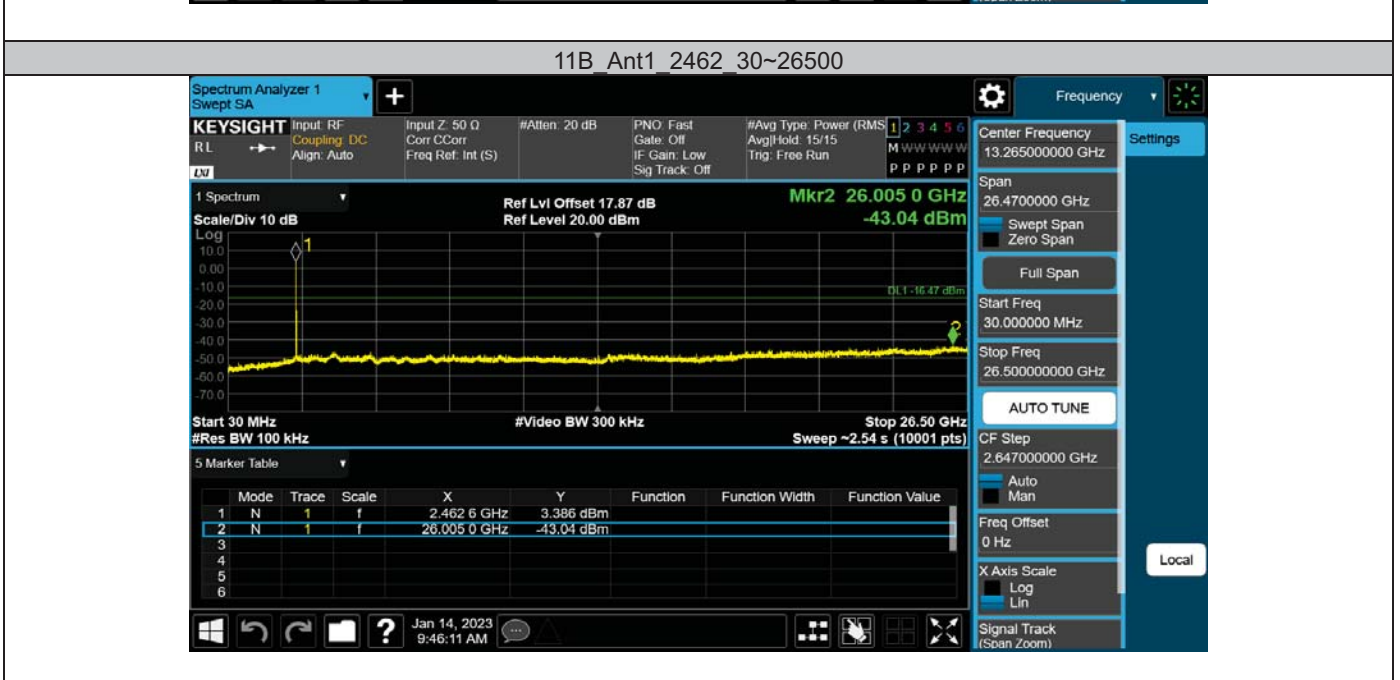 11B_Ant1_2462_30~26500
Spectrum Analyzer 1
Swept SA
+
Frequency
KEYSIGHT
RL
LXI
Input: RF
Coupling: DC
Align: Auto
Input Z: 50 Ω
Corr CCorr
Freq Ref: Int (S)
#Atten: 20 dB
PNO: Fast
Gate: Off
IF Gain: Low
Sig Track: Off
#Avg Type: Power (RMS
Avg|Hold: 15/15
Trig: Free Run
1 2 3 4 5 6
M W W W W W
P P P P P P
1 Spectrum
Scale/Div 10 dB
Log
Ref Lvl Offset 17.87 dB
Ref Level 20.00 dBm
Mkr2 26.005 0 GHz
-43.04 dBm
1
10.0
0.00
-10.0
DL1 -16.47 dBm
-20.0
-30.0
2
-40.0
-50.0
-60.0
-70.0
Start 30 MHz
#Res BW 100 kHz
#Video BW 300 kHz
Stop 26.50 GHz
Sweep ~2.54 s (10001 pts)
5 Marker Table
Mode Trace Scale X Y Function Function Width Function Value
1 N 1 f 2.462 6 GHz 3.386 dBm
2 N 1 f 26.005 0 GHz -43.04 dBm
3
4
5
6
?
Jan 14, 2023
9:46:11 AM
Center Frequency
13.265000000 GHz
Span
26.4700000 GHz
Swept Span
Zero Span
Full Span
Start Freq
30.000000 MHz
Stop Freq
26.500000000 GHz
AUTO TUNE
CF Step
2.647000000 GHz
Auto
Man
Freq Offset
0 Hz
X Axis Scale
Log
Lin
Signal Track
(Span Zoom)
Settings
Local